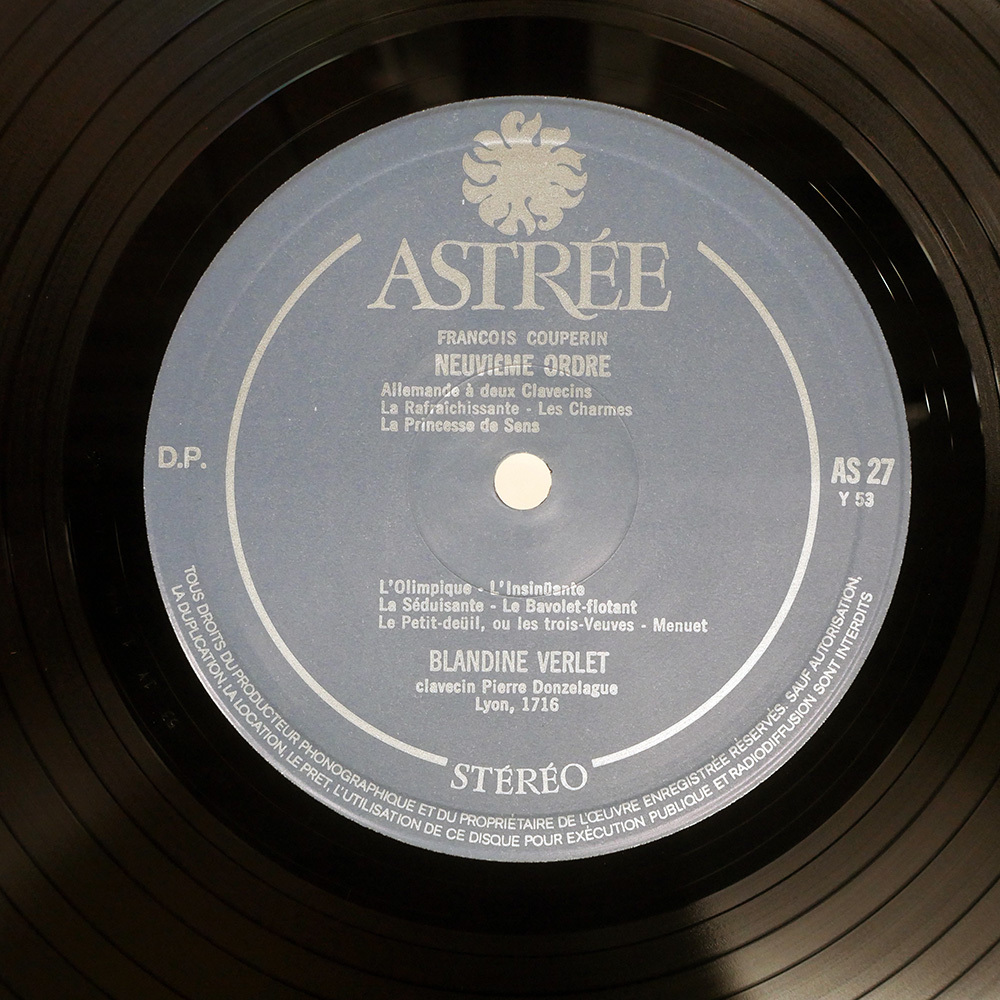 ASTRÉE
FRANCOIS COUPERIN
NEUVIÈME ORDRE
Allemande à deux Clavecins
La Rafraîchissante - Les Charmes
La Princesse de Sens
D.P.
AS 27
Y 53
L'Olimpique - L'Insinüante
La Séduisante - Le Bavolet-flotant
Le Petit-deüil, ou les trois-Veuves - Menuet
BLANDINE VERLET
clavecin Pierre Donzelague
Lyon, 1716
STÉRÉO
TOUS DROITS DU PRODUCTEUR PHONOGRAPHIQUE ET DU PROPRIÉTAIRE DE L'ŒUVRE ENREGISTRÉE RÉSERVÉS. SAUF AUTORISATION,
LA DUPLICATION, LA LOCATION, LE PRET, L'UTILISATION DE CE DISQUE POUR EXÉCUTION PUBLIQUE ET RADIODIFFUSION SONT INTERDITS